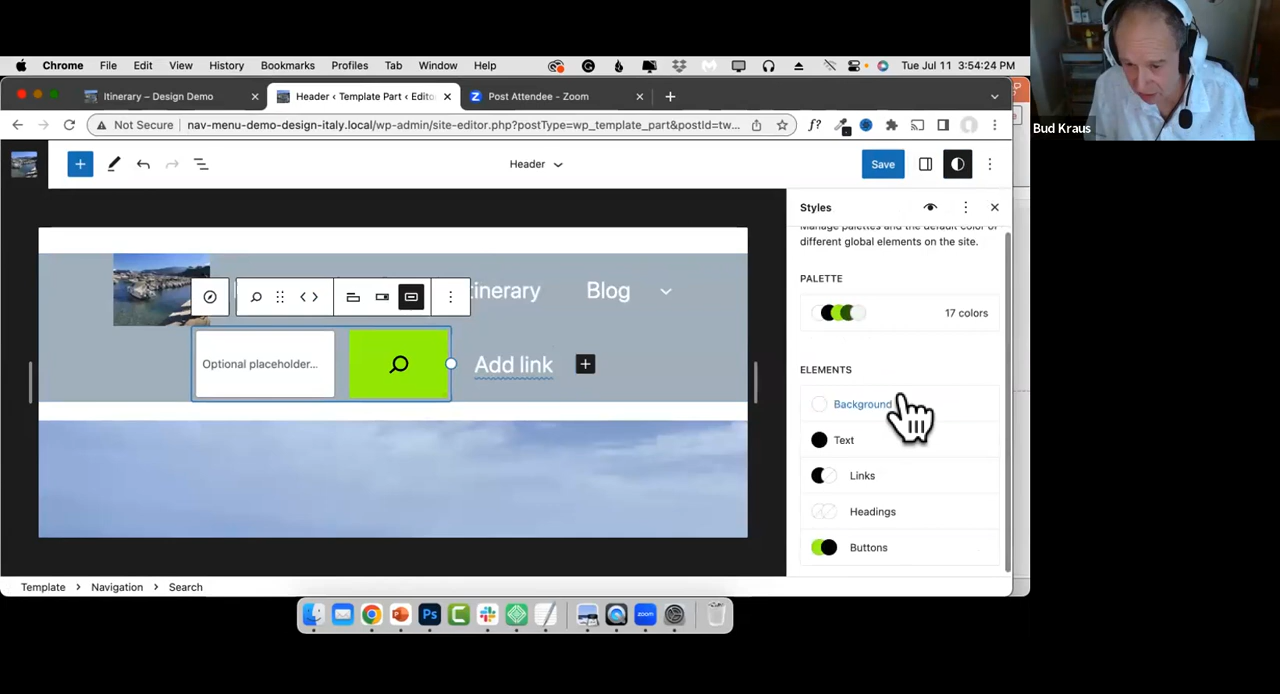 Chrome File Edit View History Bookmarks Profiles Tab Window Help Tue Jul 11 3:54:24 PM
Itinerary – Design Demo × Header ‹ Template Part ‹ Editor × Post Attendee - Zoom × +
Not Secure nav-menu-demo-design-italy.local/wp-admin/site-editor.php?postType=wp_template_part&postId=tw... f?
Bud Kraus
Header
Save
Styles
Manage palettes and the default color of
different global elements on the site.
PALETTE
17 colors
tinerary Blog
Optional placeholder...
Add link
ELEMENTS
Background
Text
Links
Headings
Buttons
Template > Navigation > Search
Ps
zoom